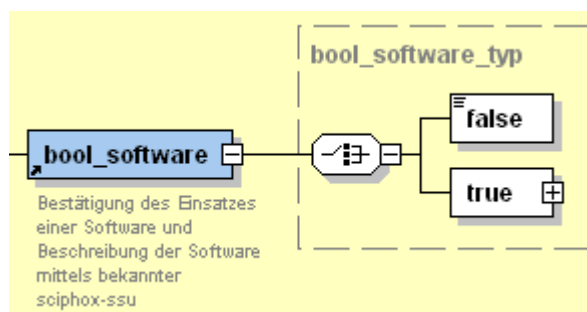 bool_software_typ
false
bool_software
true
Bestätigung des Einsatzes
einer Software und
Beschreibung der Software
mittels bekannter
sciphox-ssu